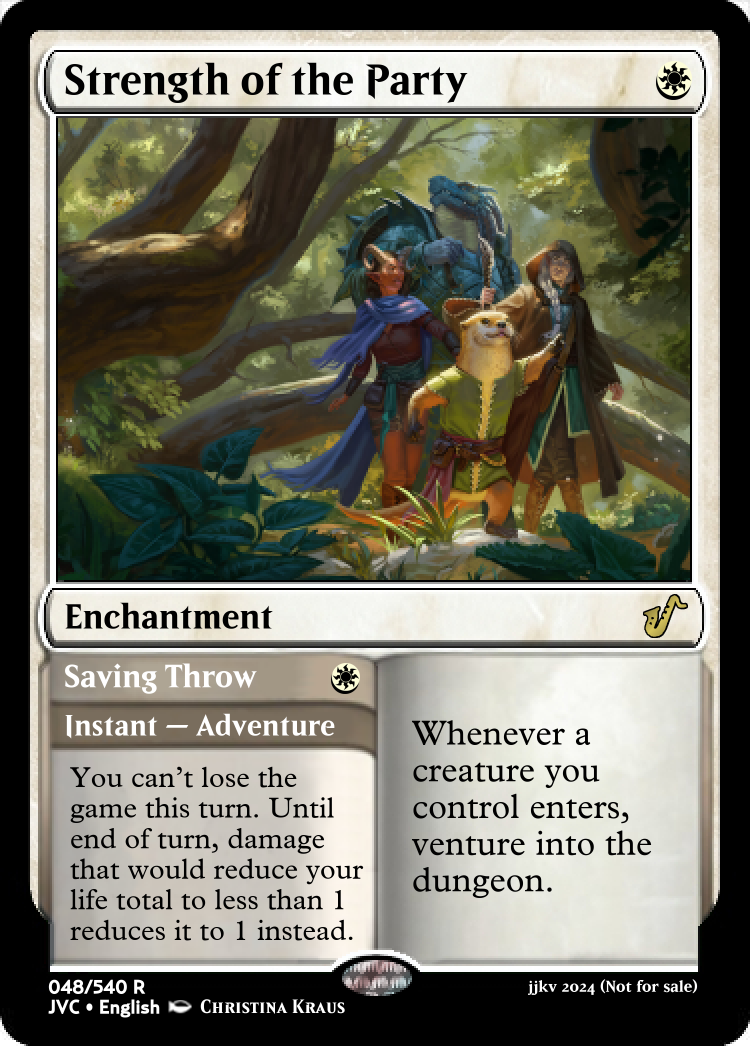 Strength of the Party
Enchantment
Saving Throw
Instant — Adventure
You can't lose the
game this turn. Until
end of turn, damage
that would reduce your
life total to less than 1
reduces it to 1 instead.
Whenever a
creature you
control enters,
venture into the
dungeon.
048/540 R
JVC • English Christina Kraus
jjkv 2024 (Not for sale)